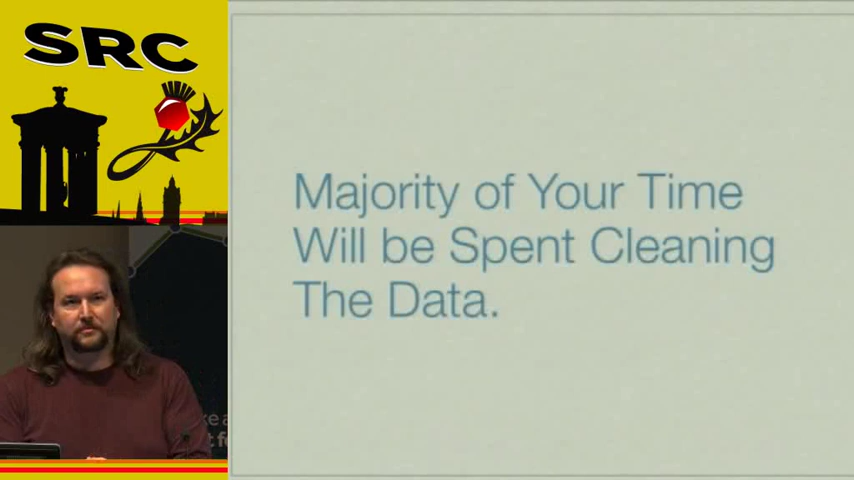 SRC
Majority of Your Time
Will be Spent Cleaning
The Data.